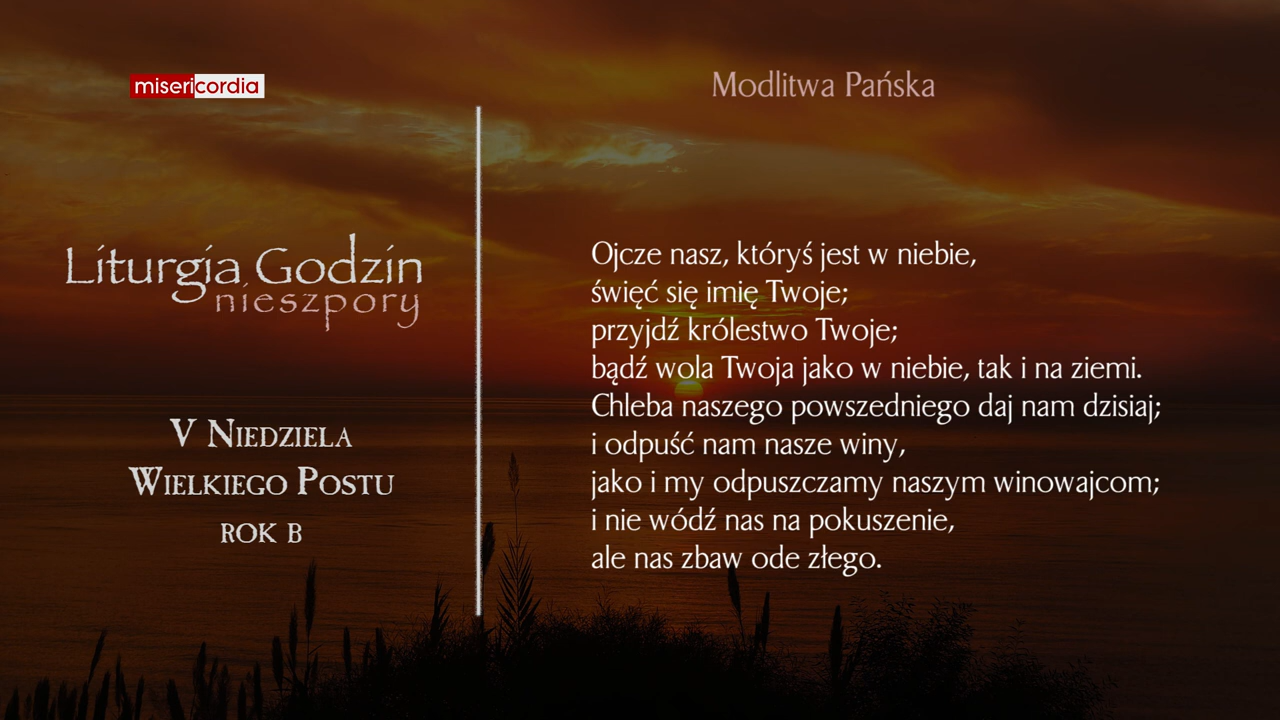 misericordia
Liturgia Godzin
nieszpory
V Niedziela
Wielkiego Postu
rok B
Modlitwa Pańska
Ojcze nasz, któryś jest w niebie,
święć się imię Twoje;
przyjdź królestwo Twoje;
bądź wola Twoja jako w niebie, tak i na ziemi.
Chleba naszego powszedniego daj nam dzisiaj;
i odpuść nam nasze winy,
jako i my odpuszczamy naszym winowajcom;
i nie wódź nas na pokuszenie,
ale nas zbaw ode złego.